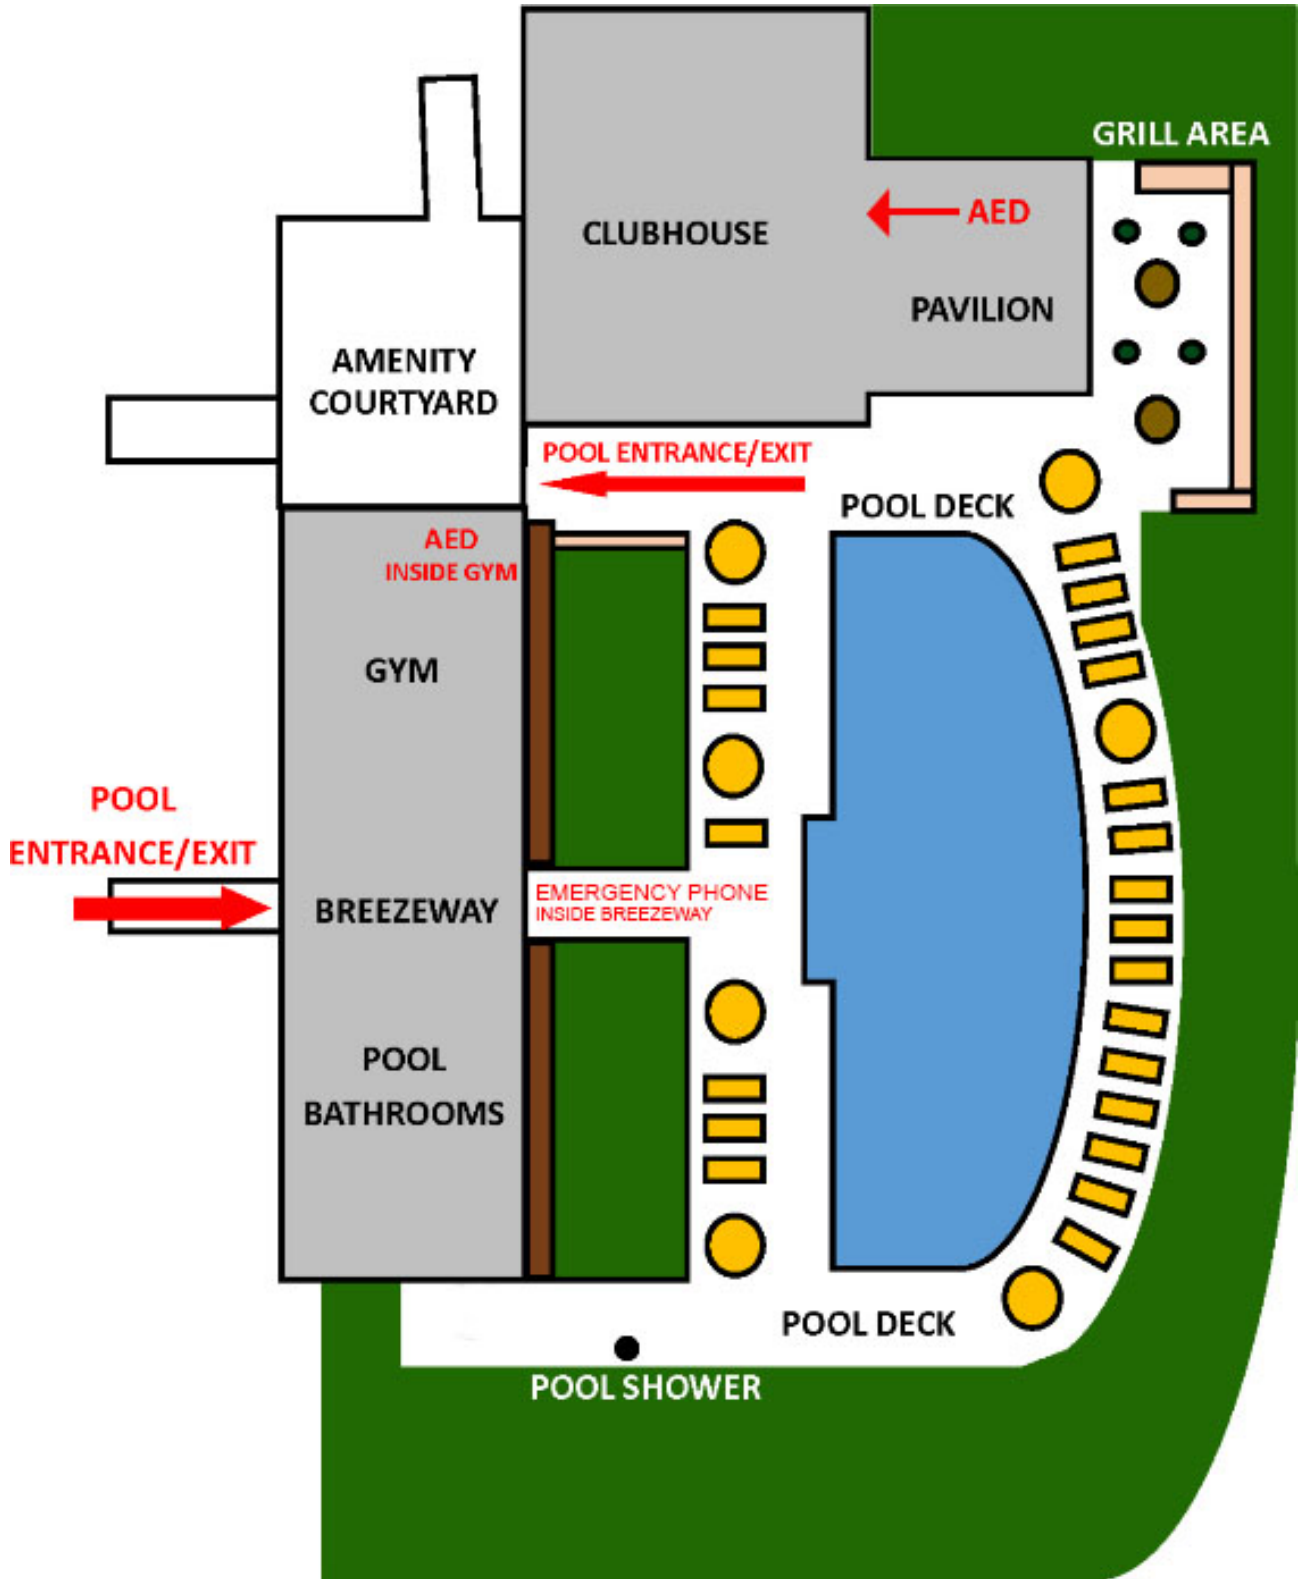 GRILL AREA
CLUBHOUSE
AED
PAVILION
AMENITY
COURTYARD
POOL ENTRANCE/EXIT
POOL DECK
AED
INSIDE GYM
GYM
POOL
ENTRANCE/EXIT
BREEZEWAY
EMERGENCY PHONE
INSIDE BREEZEWAY
POOL
BATHROOMS
POOL DECK
POOL SHOWER